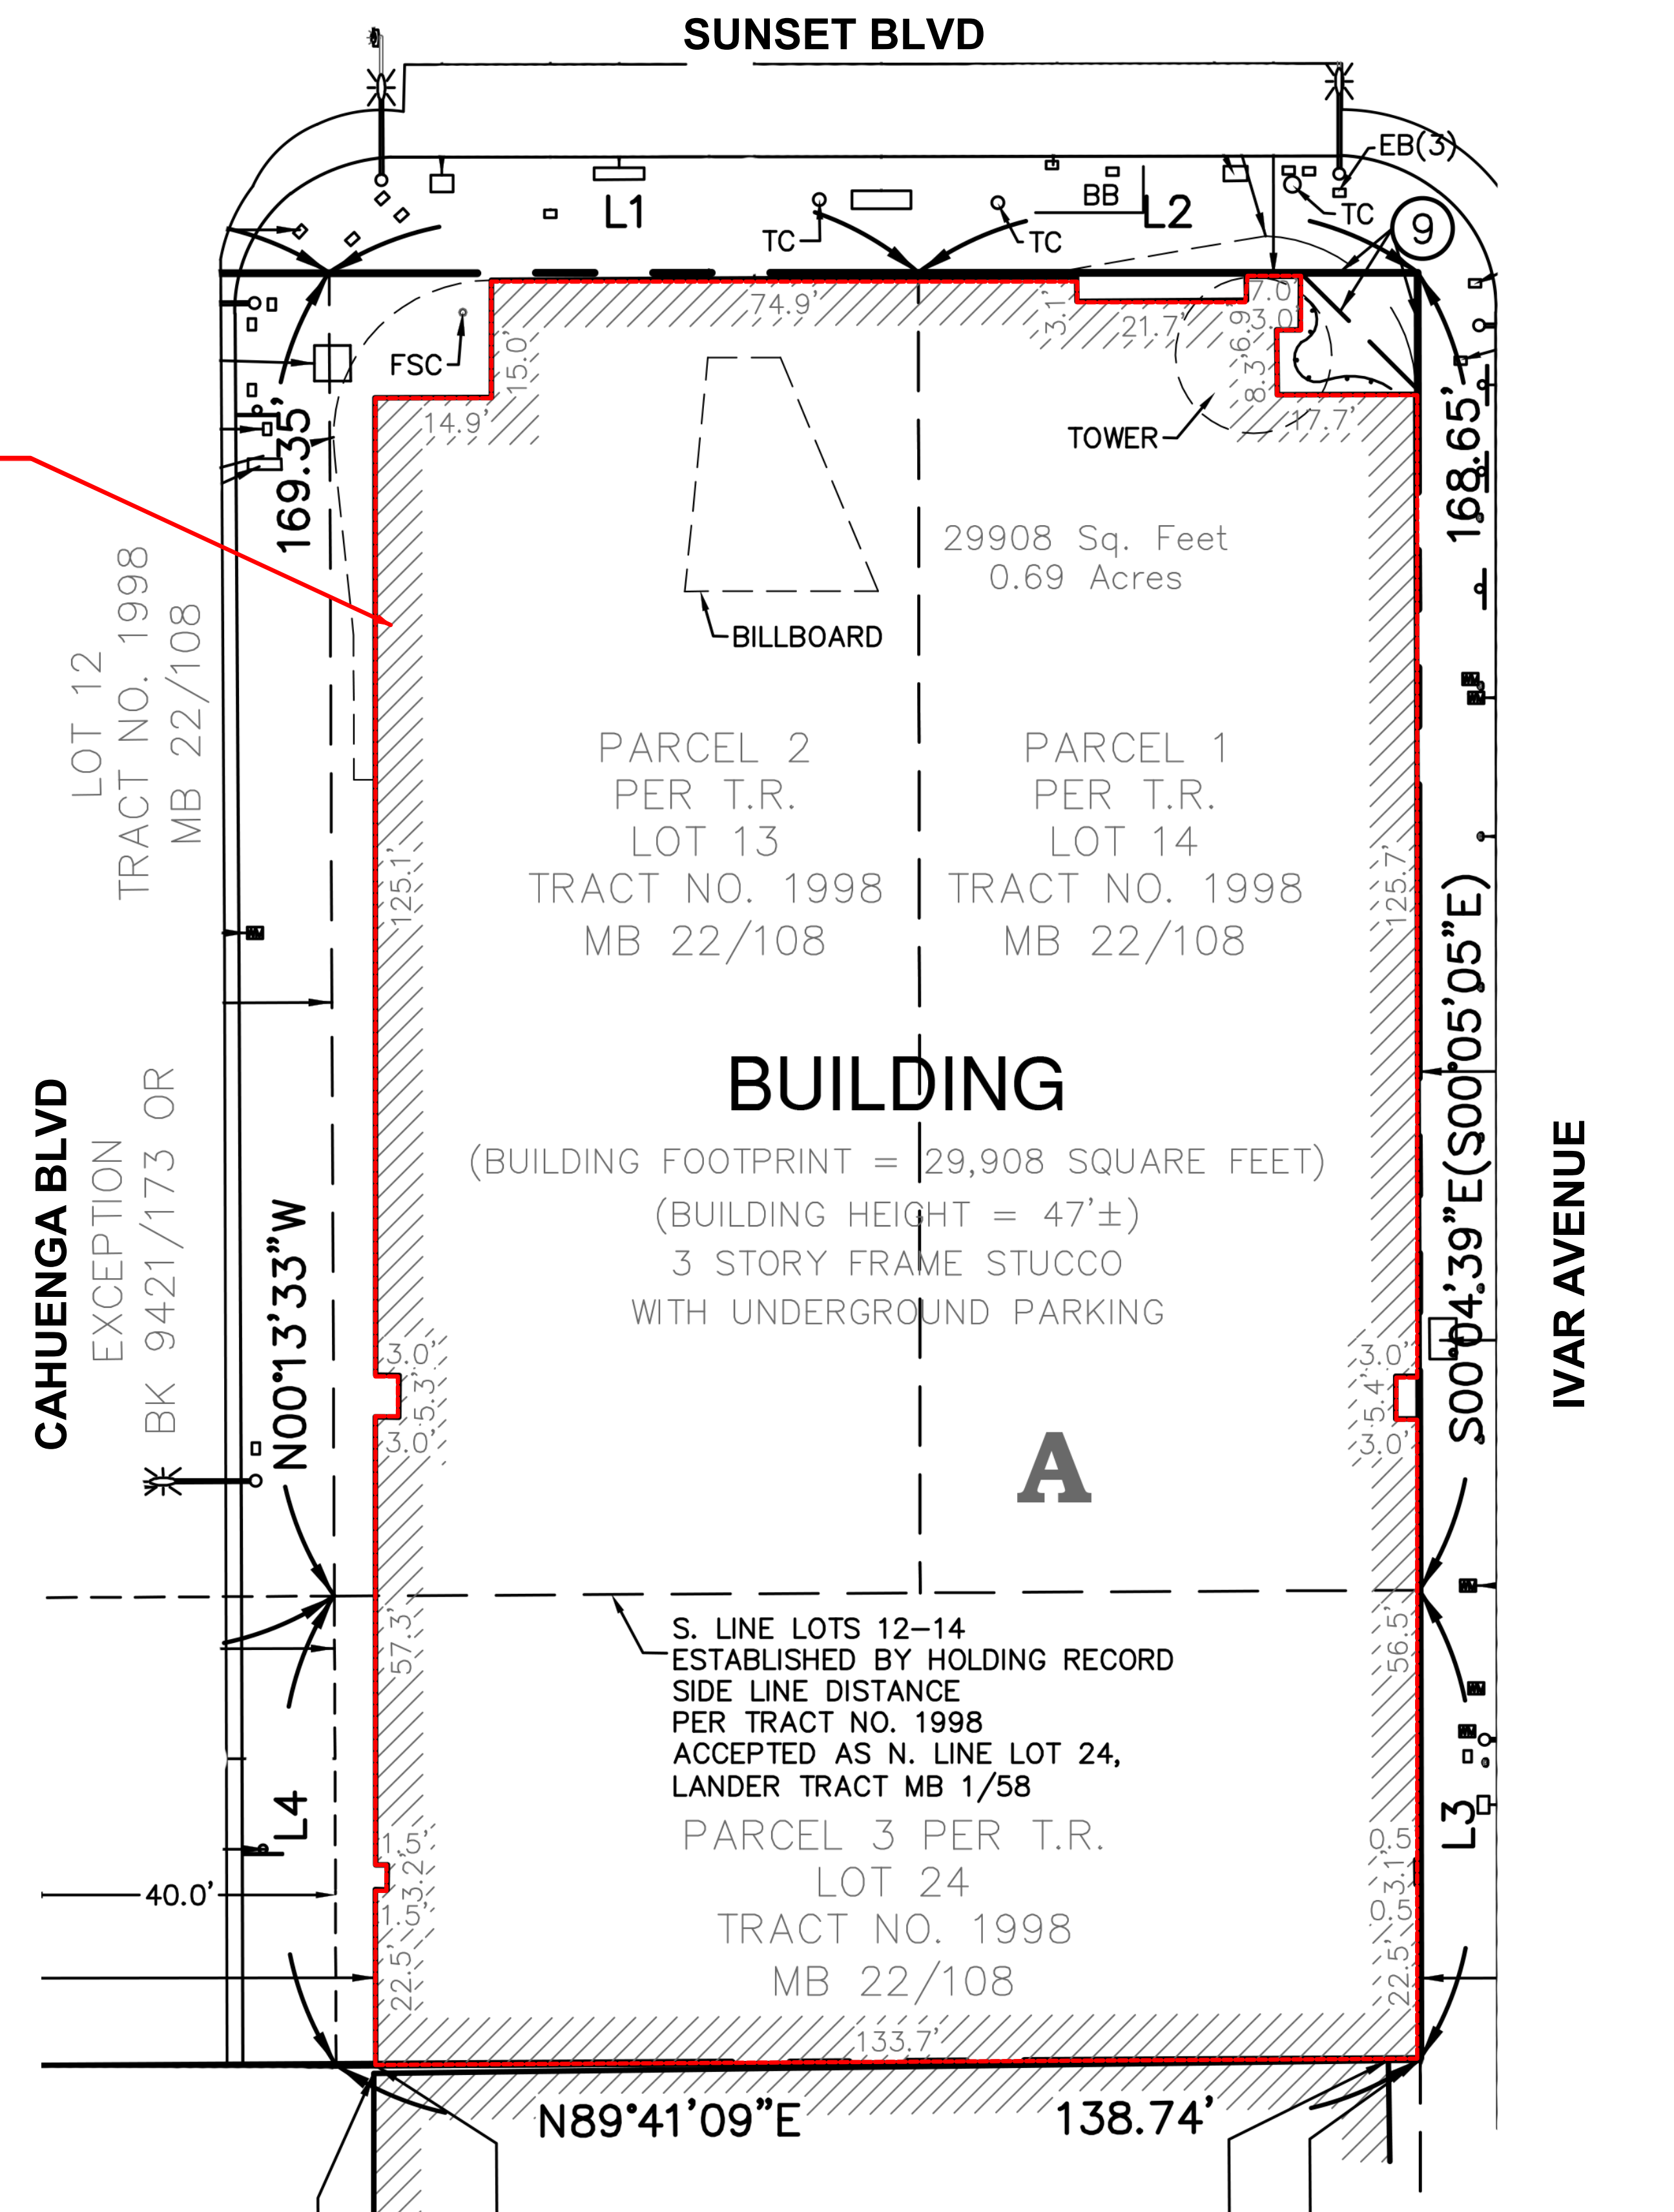 SUNSET BLVD
EB(3)
BB
L1
L2
TC
TC
TC
9
74.9'
7.0'
3.1'
21.7'
3.0'
6.9'
8.3'
FSC
15.0'
14.9'
17.7'
TOWER
169.35'
168.65'
29908 Sq. Feet
0.69 Acres
BILLBOARD
LOT 12
TRACT NO. 1998
MB 22/108
PARCEL 2
PER T.R.
LOT 13
TRACT NO. 1998
MB 22/108
PARCEL 1
PER T.R.
LOT 14
TRACT NO. 1998
MB 22/108
125.1'
125.7'
BUILDING
(BUILDING FOOTPRINT = 29,908 SQUARE FEET)
(BUILDING HEIGHT = 47'±)
3 STORY FRAME STUCCO
WITH UNDERGROUND PARKING
CAHUENGA BLVD
EXCEPTION
BK 9421/173 OR
N00°13'33"W
S00°04'39"E(S00°05'05"E)
IVAR AVENUE
3.0'
5.3'
3.0'
3.0'
5.4'
3.0'
A
57.3'
56.5'
S. LINE LOTS 12-14
ESTABLISHED BY HOLDING RECORD
SIDE LINE DISTANCE
PER TRACT NO. 1998
ACCEPTED AS N. LINE LOT 24,
LANDER TRACT MB 1/58
PARCEL 3 PER T.R.
LOT 24
TRACT NO. 1998
MB 22/108
L4
L3
1.5'
3.2'
1.5'
0.5'
3.1'
0.5'
40.0'
22.5'
22.5'
133.7'
N89°41'09"E
138.74'